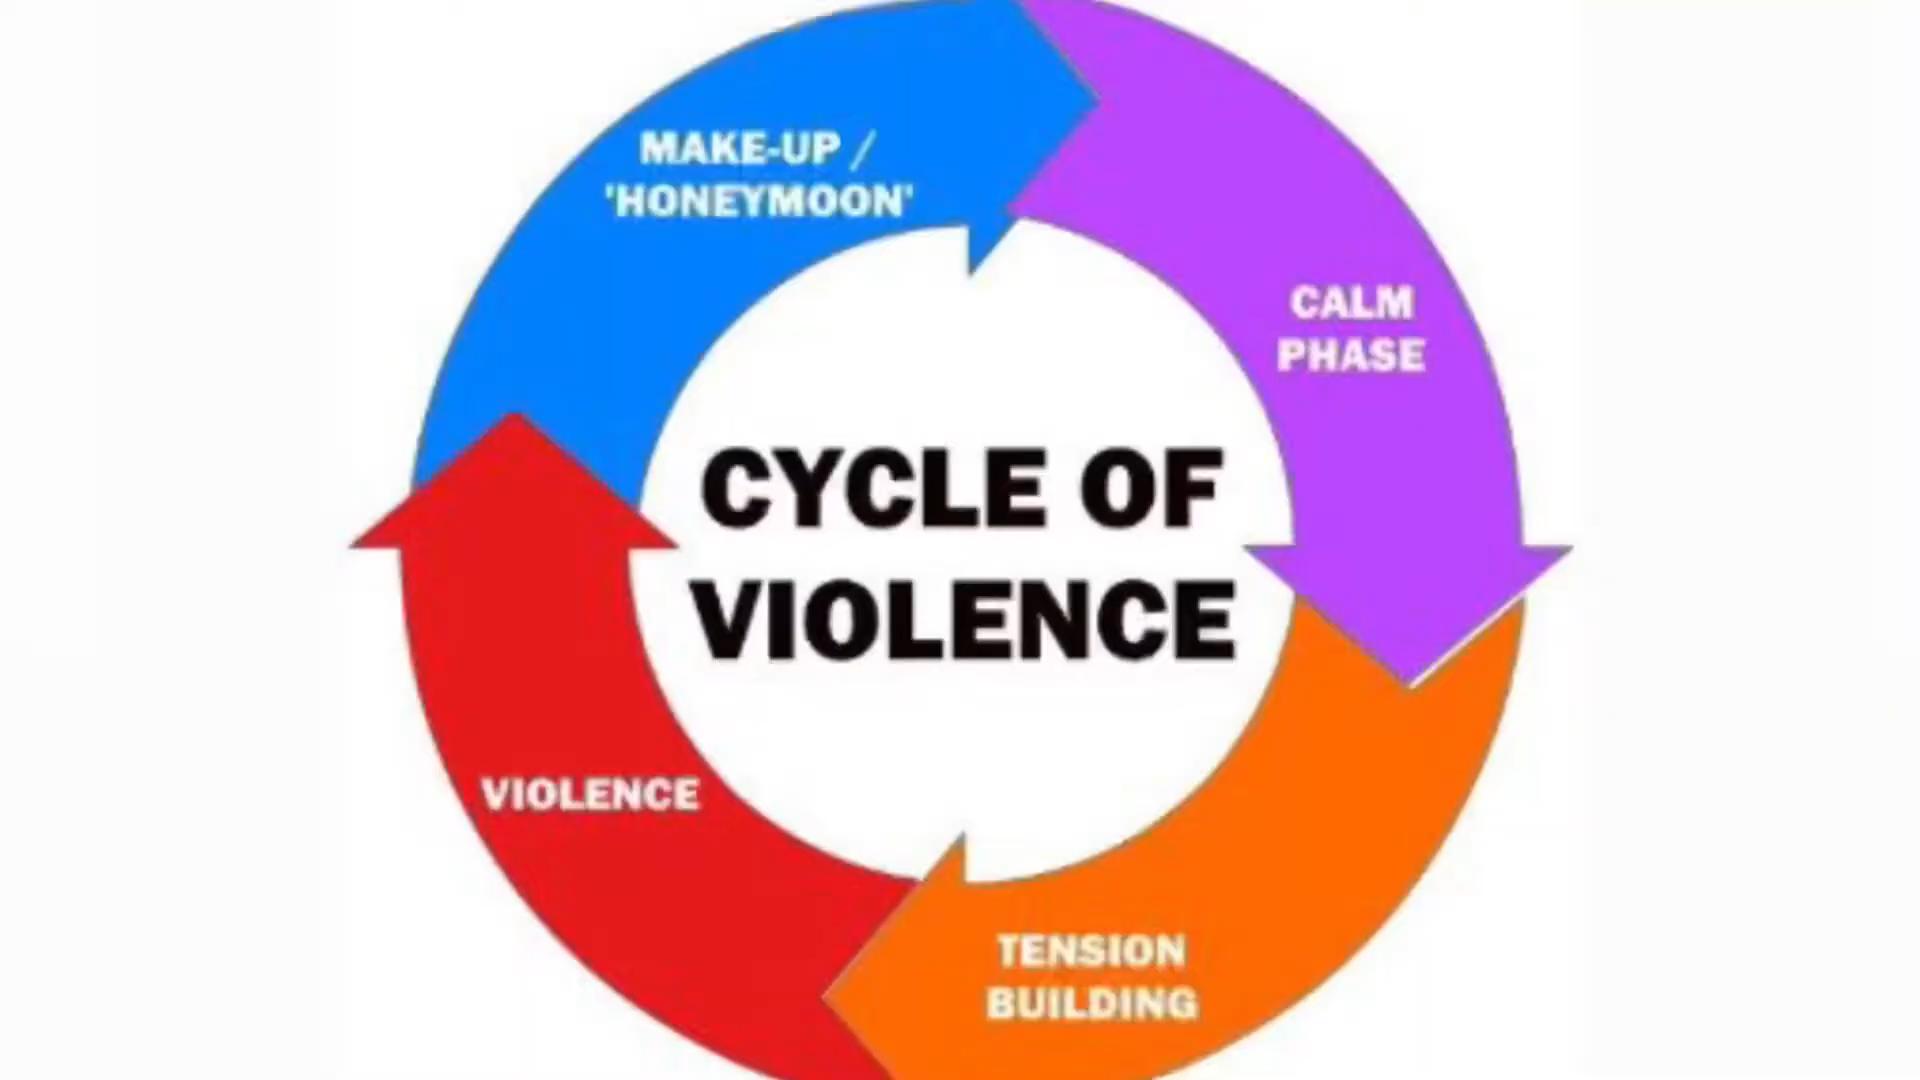 MAKE-UP /
'HONEYMOON'
CALM
PHASE
CYCLE OF
VIOLENCE
VIOLENCE
TENSION
BUILDING